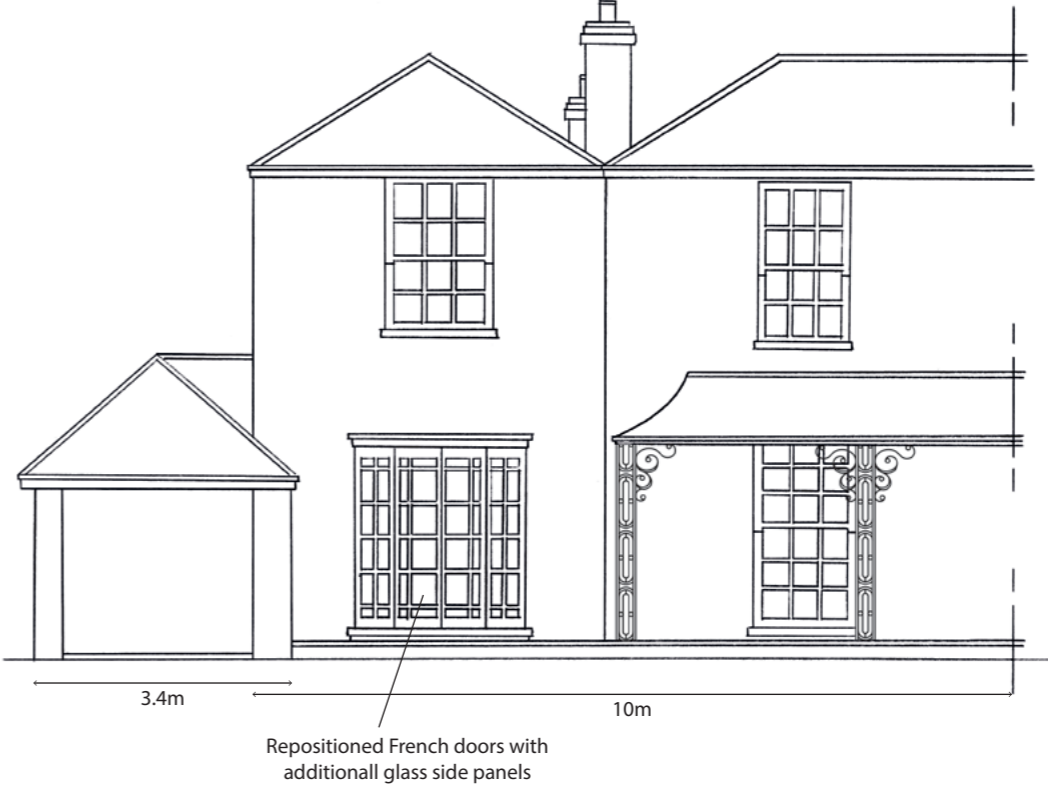 3.4m
10m
Repositioned French doors with
additionall glass side panels